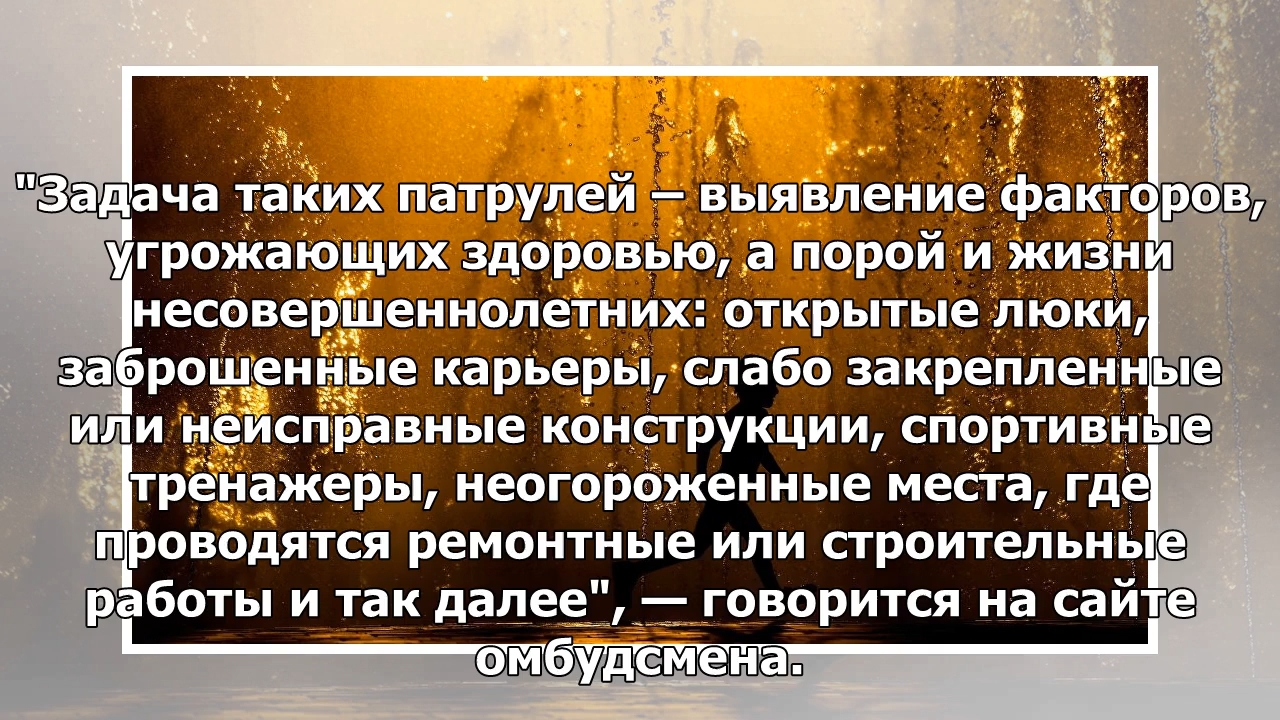 "Задача таких патрулей – выявление факторов,
угрожающих здоровью, а порой и жизни
несовершеннолетних: открытые люки,
заброшенные карьеры, слабо закрепленные
или неисправные конструкции, спортивные
тренажеры, неогороженные места, где
проводятся ремонтные или строительные
работы и так далее", — говорится на сайте
омбудсмена.